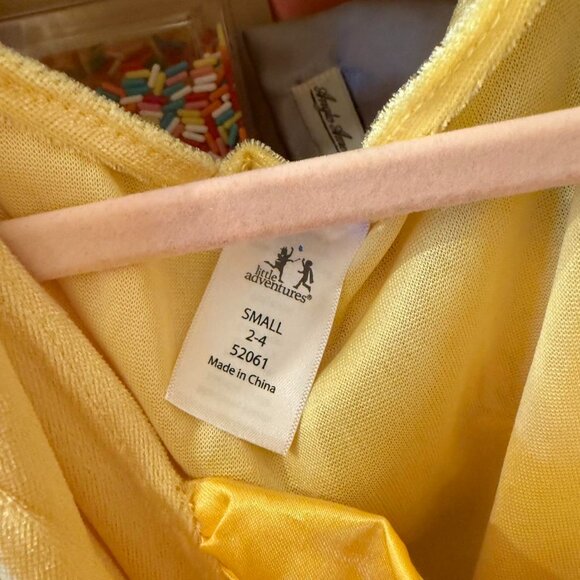 little
adventures®
SMALL
2-4
52061
Made in China